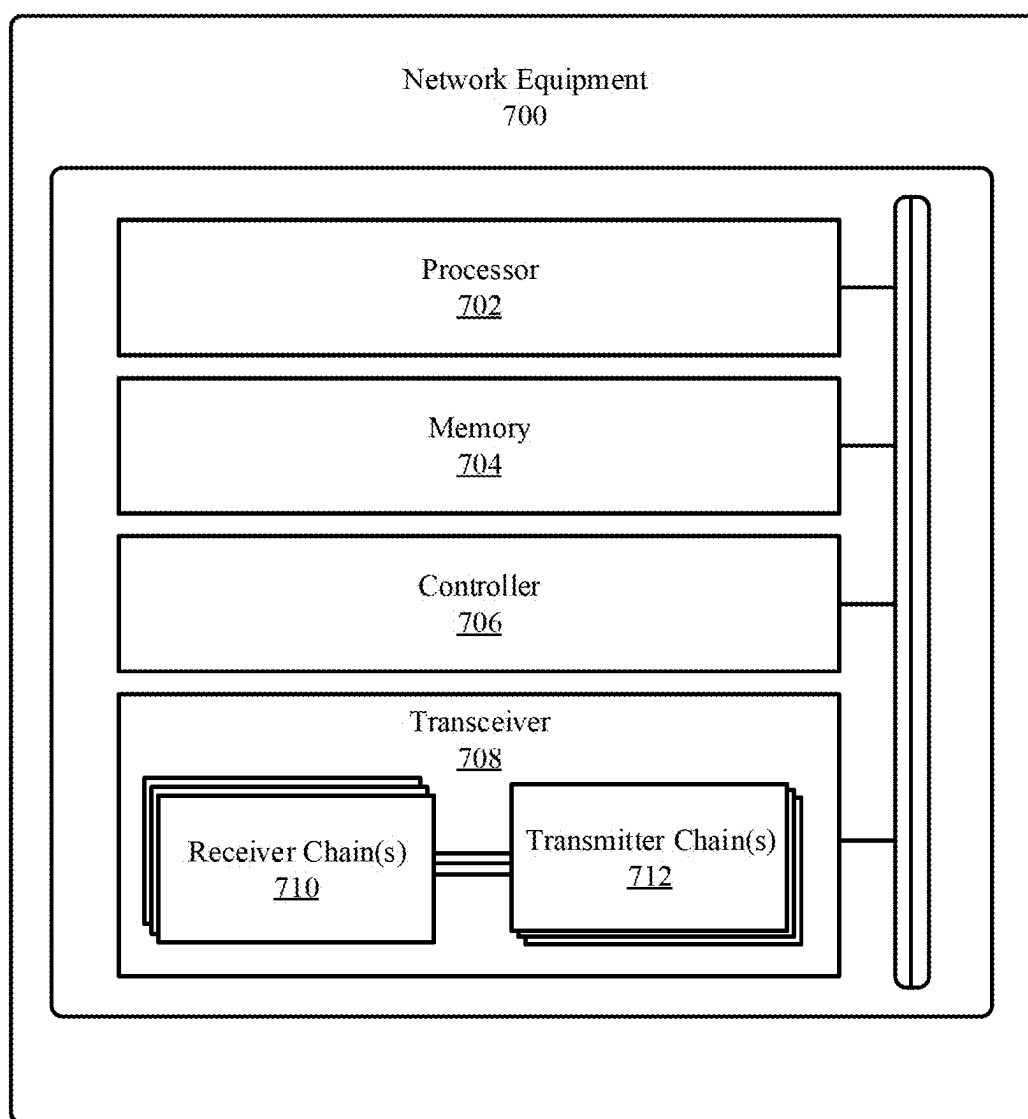 Network Equipment
700
Processor
702
Memory
704
Controller
706
Transceiver
708
Receiver Chain(s)
710
Transmitter Chain(s)
712